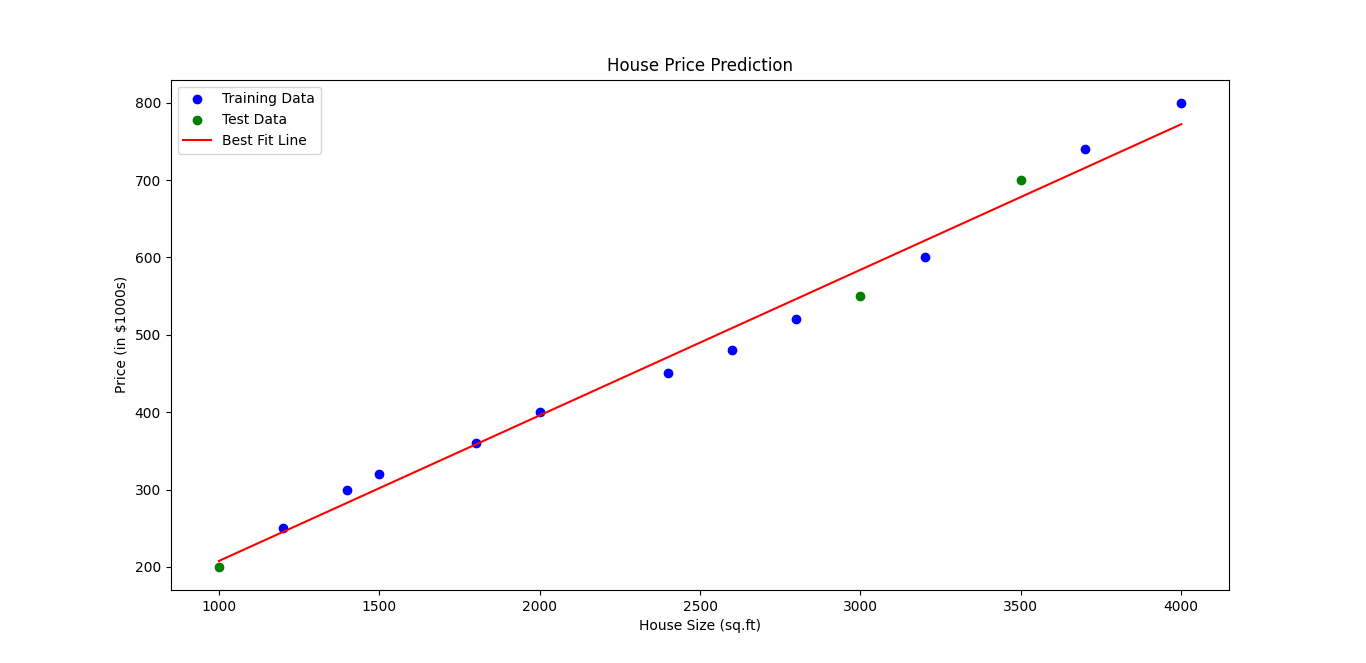 House Price Prediction
Training Data
Test Data
Best Fit Line
Price (in $1000s)
800
700
600
500
400
300
200
1000 1500 2000 2500 3000 3500 4000
House Size (sq.ft)